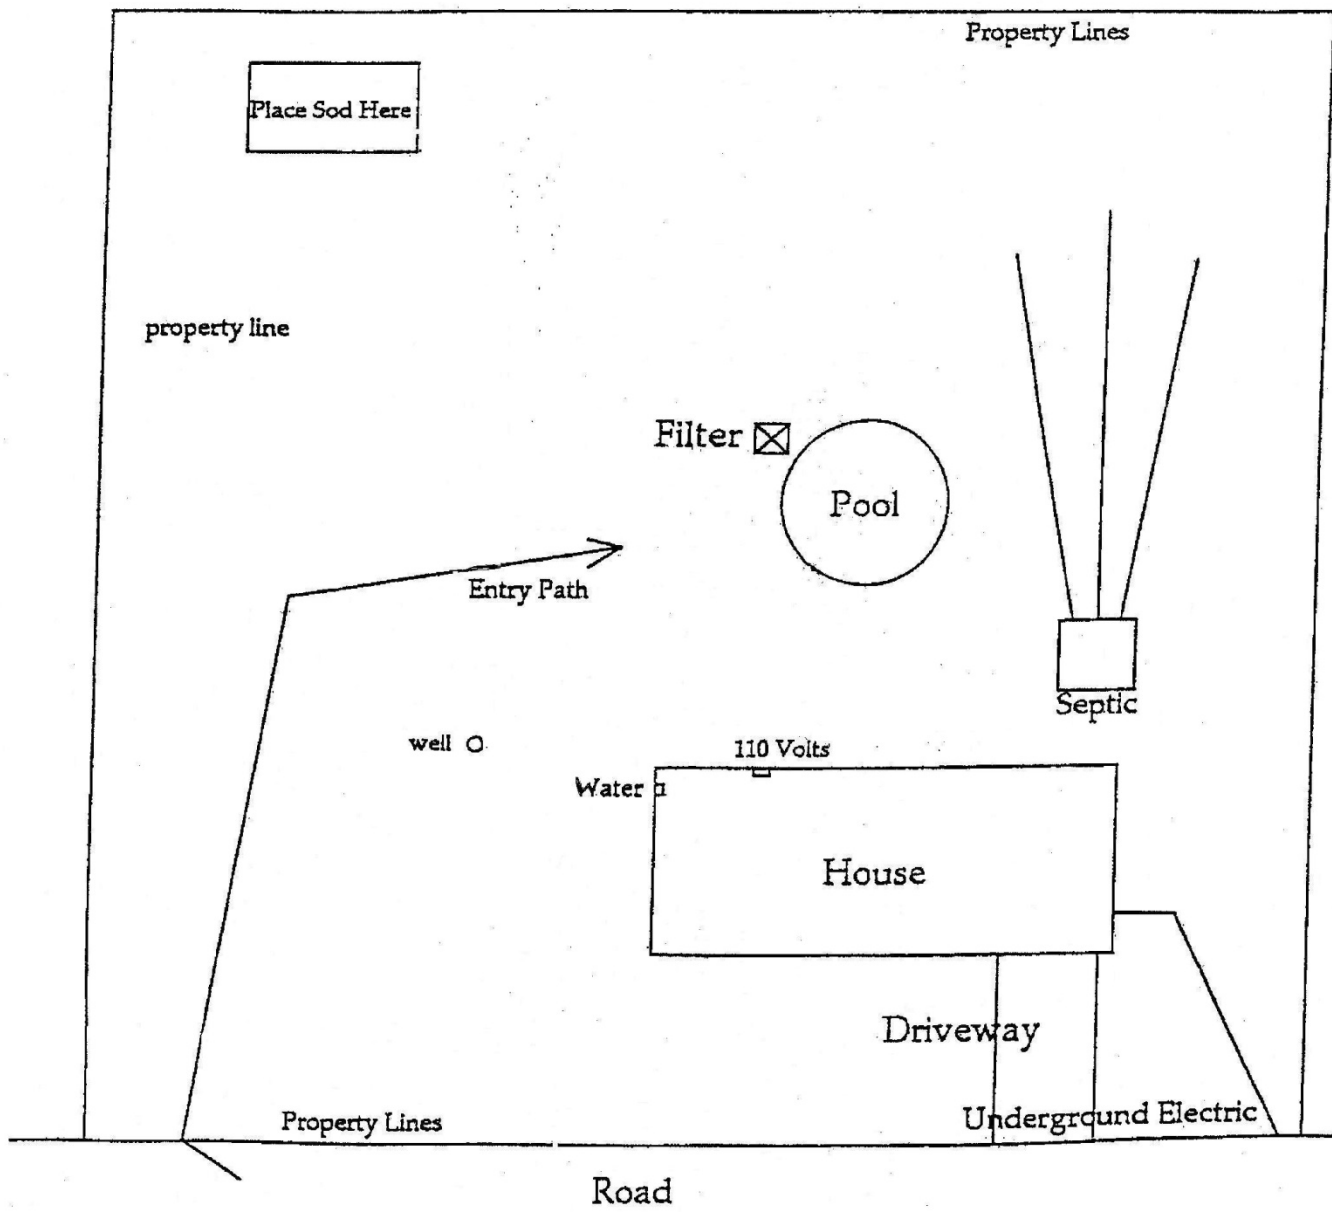 Property Lines
Place Sod Here
property line
Filter
Pool
Entry Path
Septic
well
110 Volts
Water
House
Driveway
Property Lines
Underground Electric
Road